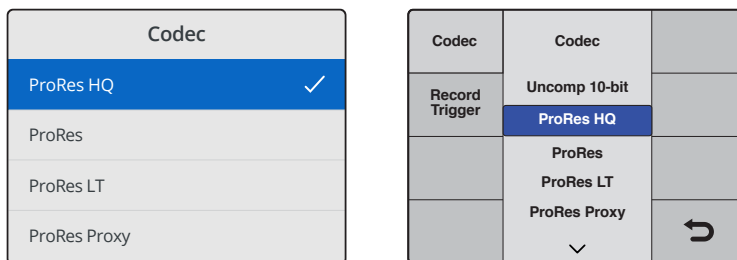 Codec
ProRes HQ
ProRes
ProRes LT
ProRes Proxy
Codec
Record
Trigger
Codec
Uncomp 10-bit
ProRes HQ
ProRes
ProRes LT
ProRes Proxy